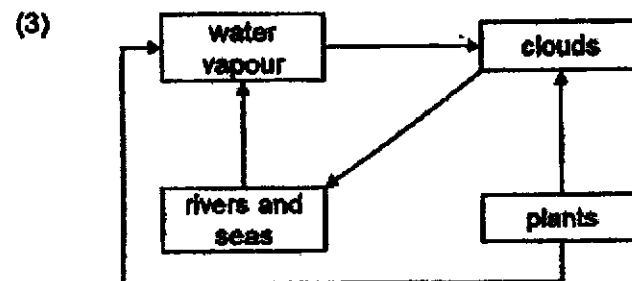 (3)
water
vapour
clouds
rivers and
seas
plants